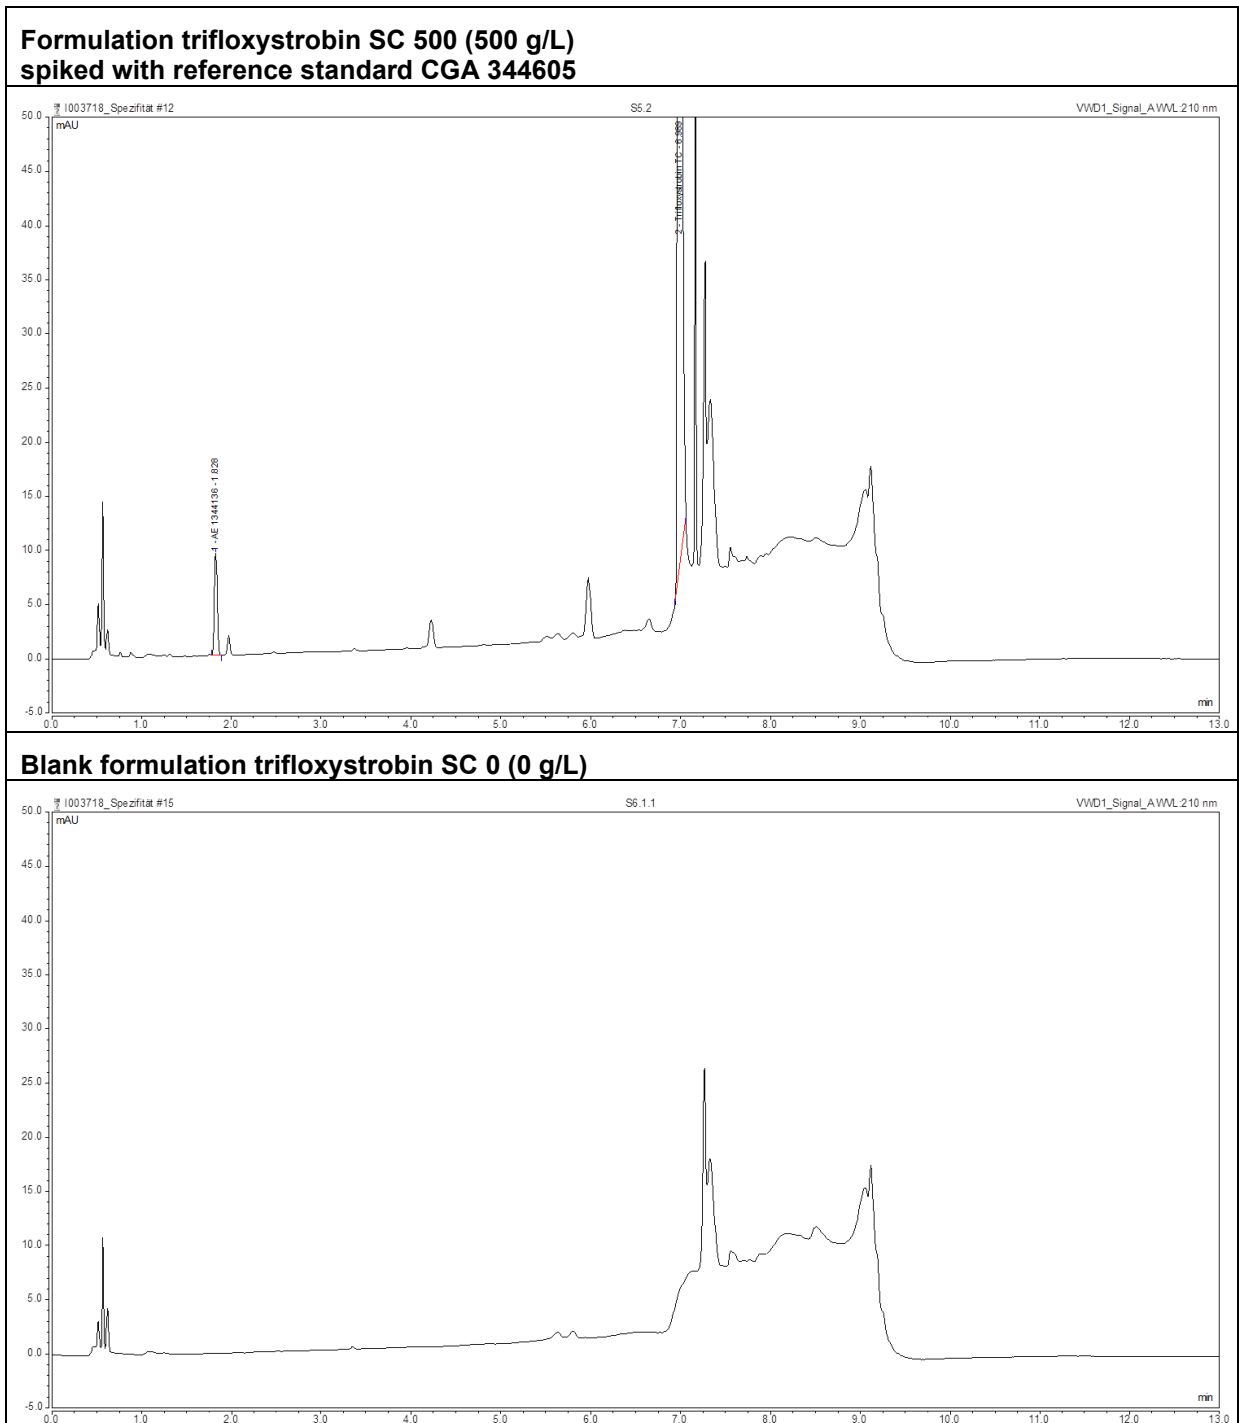 Formulation trifloxystrobin SC 500 (500 g/L)
spiked with reference standard CGA 344605
I003718_Spezifität #12
S5.2
VWD1_Signal_A WVL:210 nm
mAU
50.0
45.0
40.0
35.0
30.0
25.0
20.0
15.0
10.0
5.0
0.0
-5.0
1 - AE 1344136 - 1.828
2 - Trifloxystrobin TC - 6.989
min
0.0 1.0 2.0 3.0 4.0 5.0 6.0 7.0 8.0 9.0 10.0 11.0 12.0 13.0
Blank formulation trifloxystrobin SC 0 (0 g/L)
I003718_Spezifität #15
S6.1.1
VWD1_Signal_A WVL:210 nm
mAU
50.0
45.0
40.0
35.0
30.0
25.0
20.0
15.0
10.0
5.0
0.0
-5.0
min
0.0 1.0 2.0 3.0 4.0 5.0 6.0 7.0 8.0 9.0 10.0 11.0 12.0 13.0